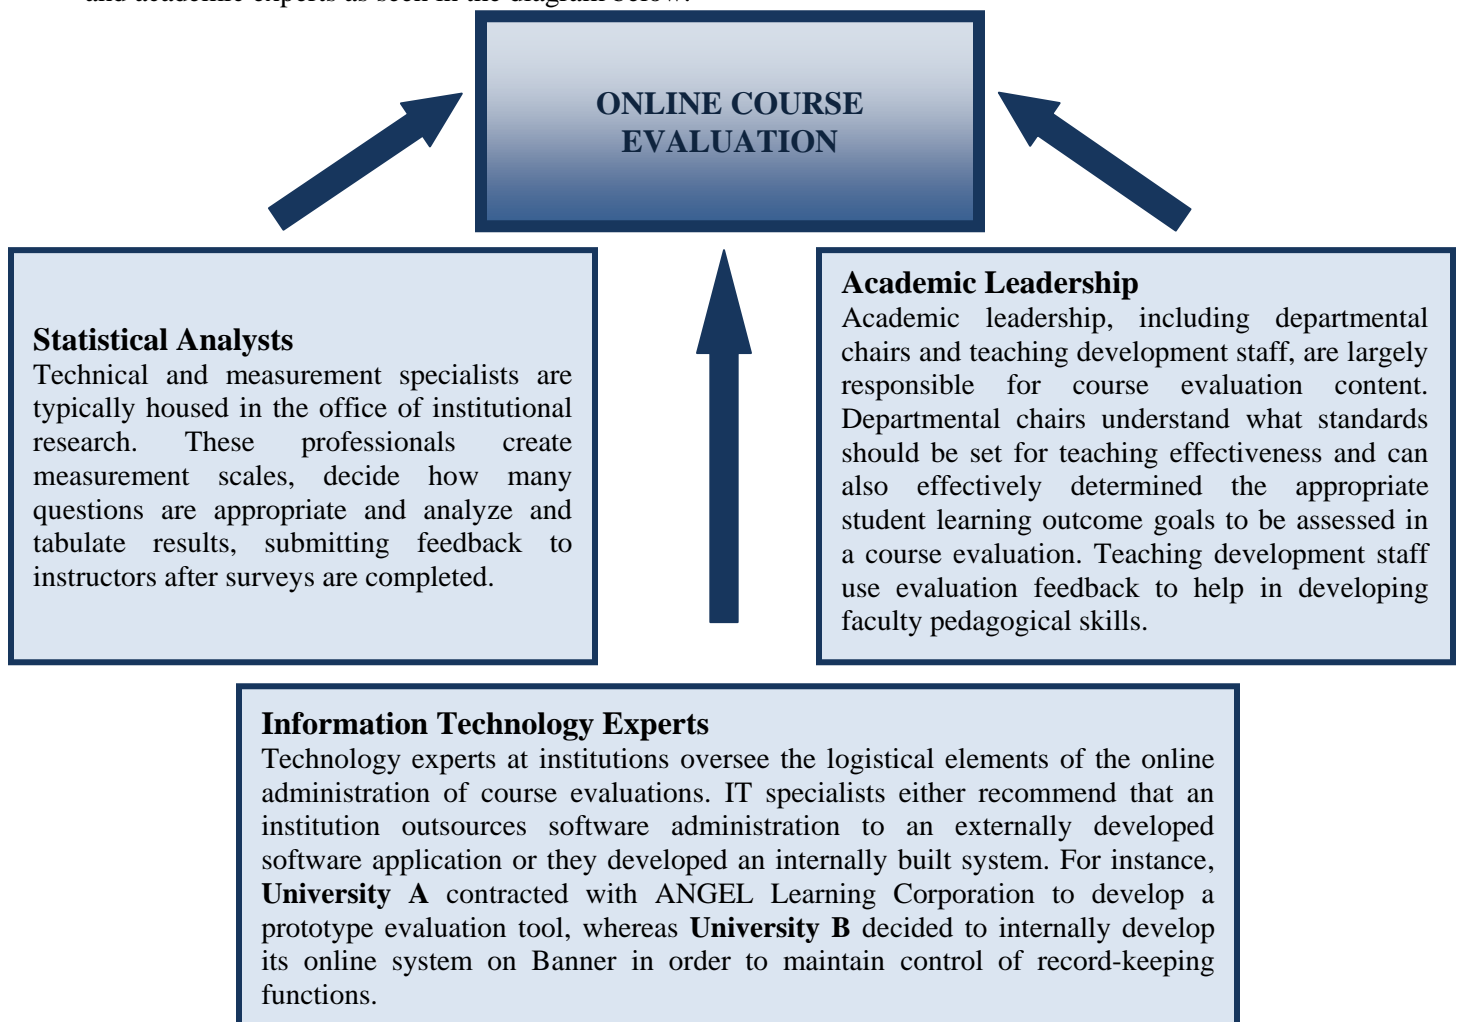 and academic experts as seen in the diagram below.
ONLINE COURSE
EVALUATION
Statistical Analysts
Technical and measurement specialists are
typically housed in the office of institutional
research. These professionals create
measurement scales, decide how many
questions are appropriate and analyze and
tabulate results, submitting feedback to
instructors after surveys are completed.
Academic Leadership
Academic leadership, including departmental
chairs and teaching development staff, are largely
responsible for course evaluation content.
Departmental chairs understand what standards
should be set for teaching effectiveness and can
also effectively determined the appropriate
student learning outcome goals to be assessed in
a course evaluation. Teaching development staff
use evaluation feedback to help in developing
faculty pedagogical skills.
Information Technology Experts
Technology experts at institutions oversee the logistical elements of the online
administration of course evaluations. IT specialists either recommend that an
institution outsources software administration to an externally developed
software application or they developed an internally built system. For instance,
University A contracted with ANGEL Learning Corporation to develop a
prototype evaluation tool, whereas University B decided to internally develop
its online system on Banner in order to maintain control of record-keeping
functions.